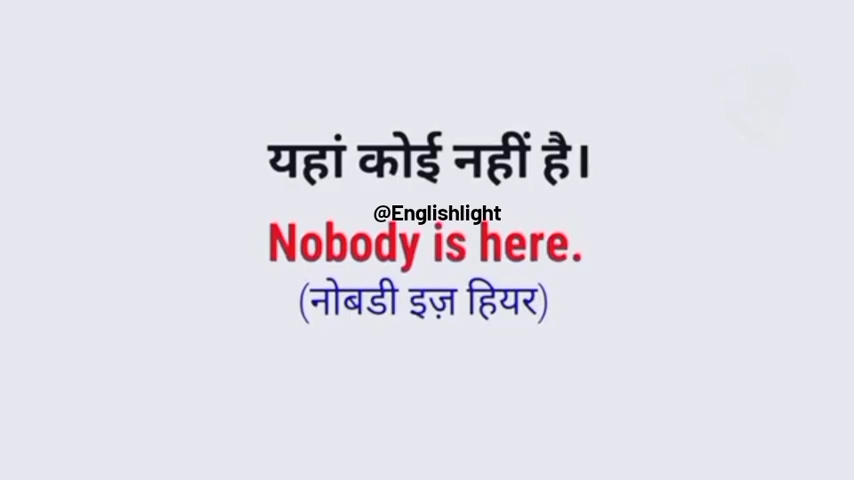 यहां कोई नहीं है।
@Englishlight
Nobody is here.
(नोबडी इज़ हियर)